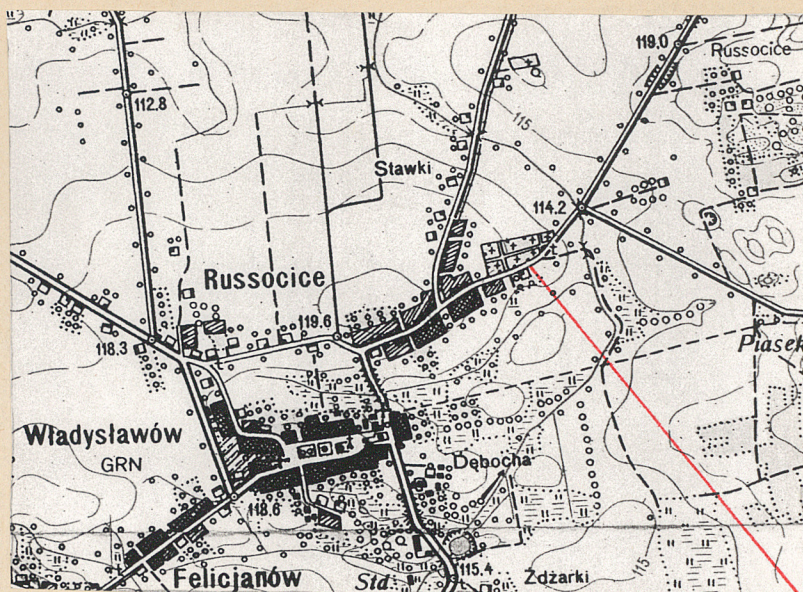 119.0
Russocice
112.8
115
Stawki
114.2
Russocice
119.6
118.3
Piasek
Władysławów
GRN
Dębocha
118.6
115
115.4
Felicjanów
Std.
Żdżarki